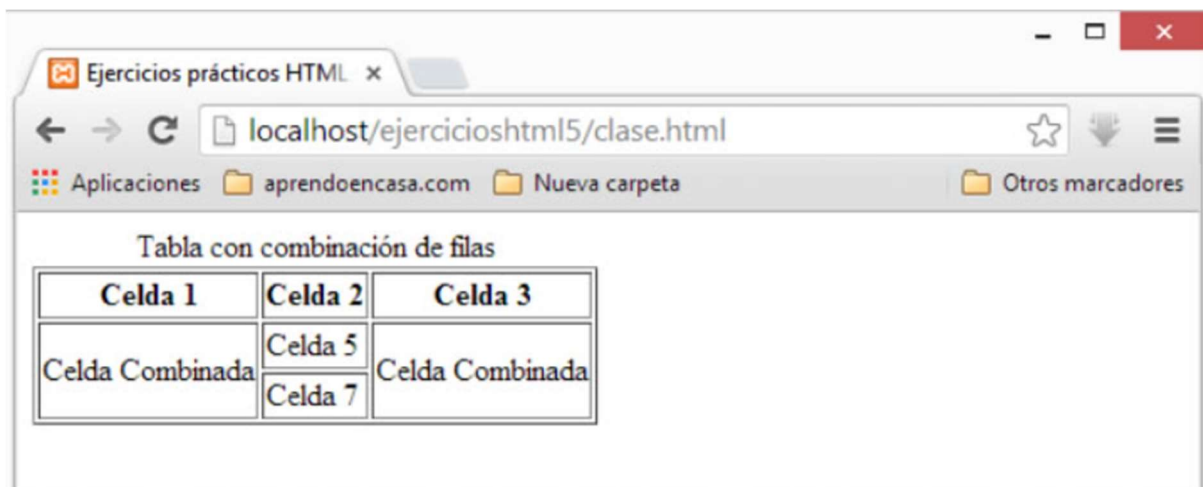 Ejercicios prácticos HTML
localhost/ejercicioshtml5/clase.html
Aplicaciones aprendoencasa.com Nueva carpeta Otros marcadores
Tabla con combinación de filas
Celda 1 Celda 2 Celda 3
Celda Combinada Celda 5 Celda Combinada
Celda 7